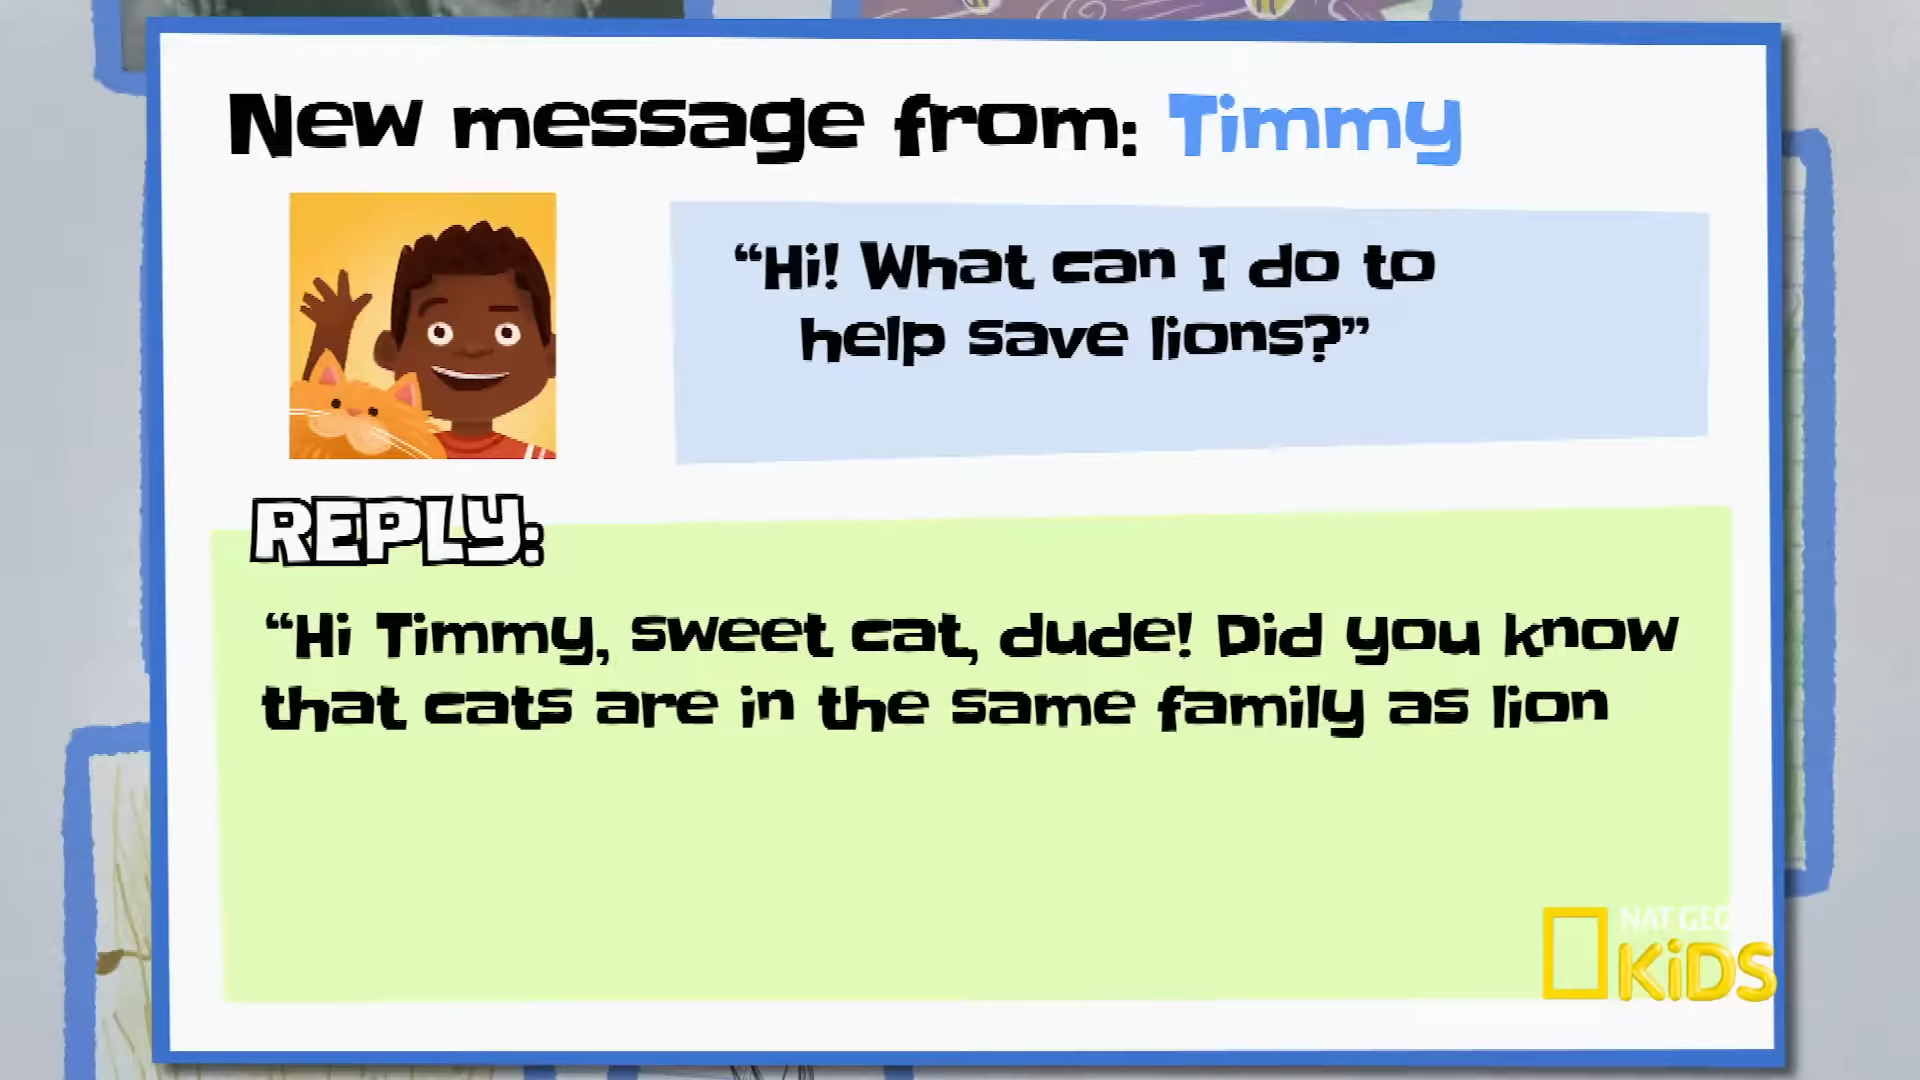 New message from: Timmy
“Hi! What can I do to
help save lions?”
REPLY:
“Hi Timmy, sweet cat, dude! Did you know
that cats are in the same family as lion
NAT GEO
KiDS